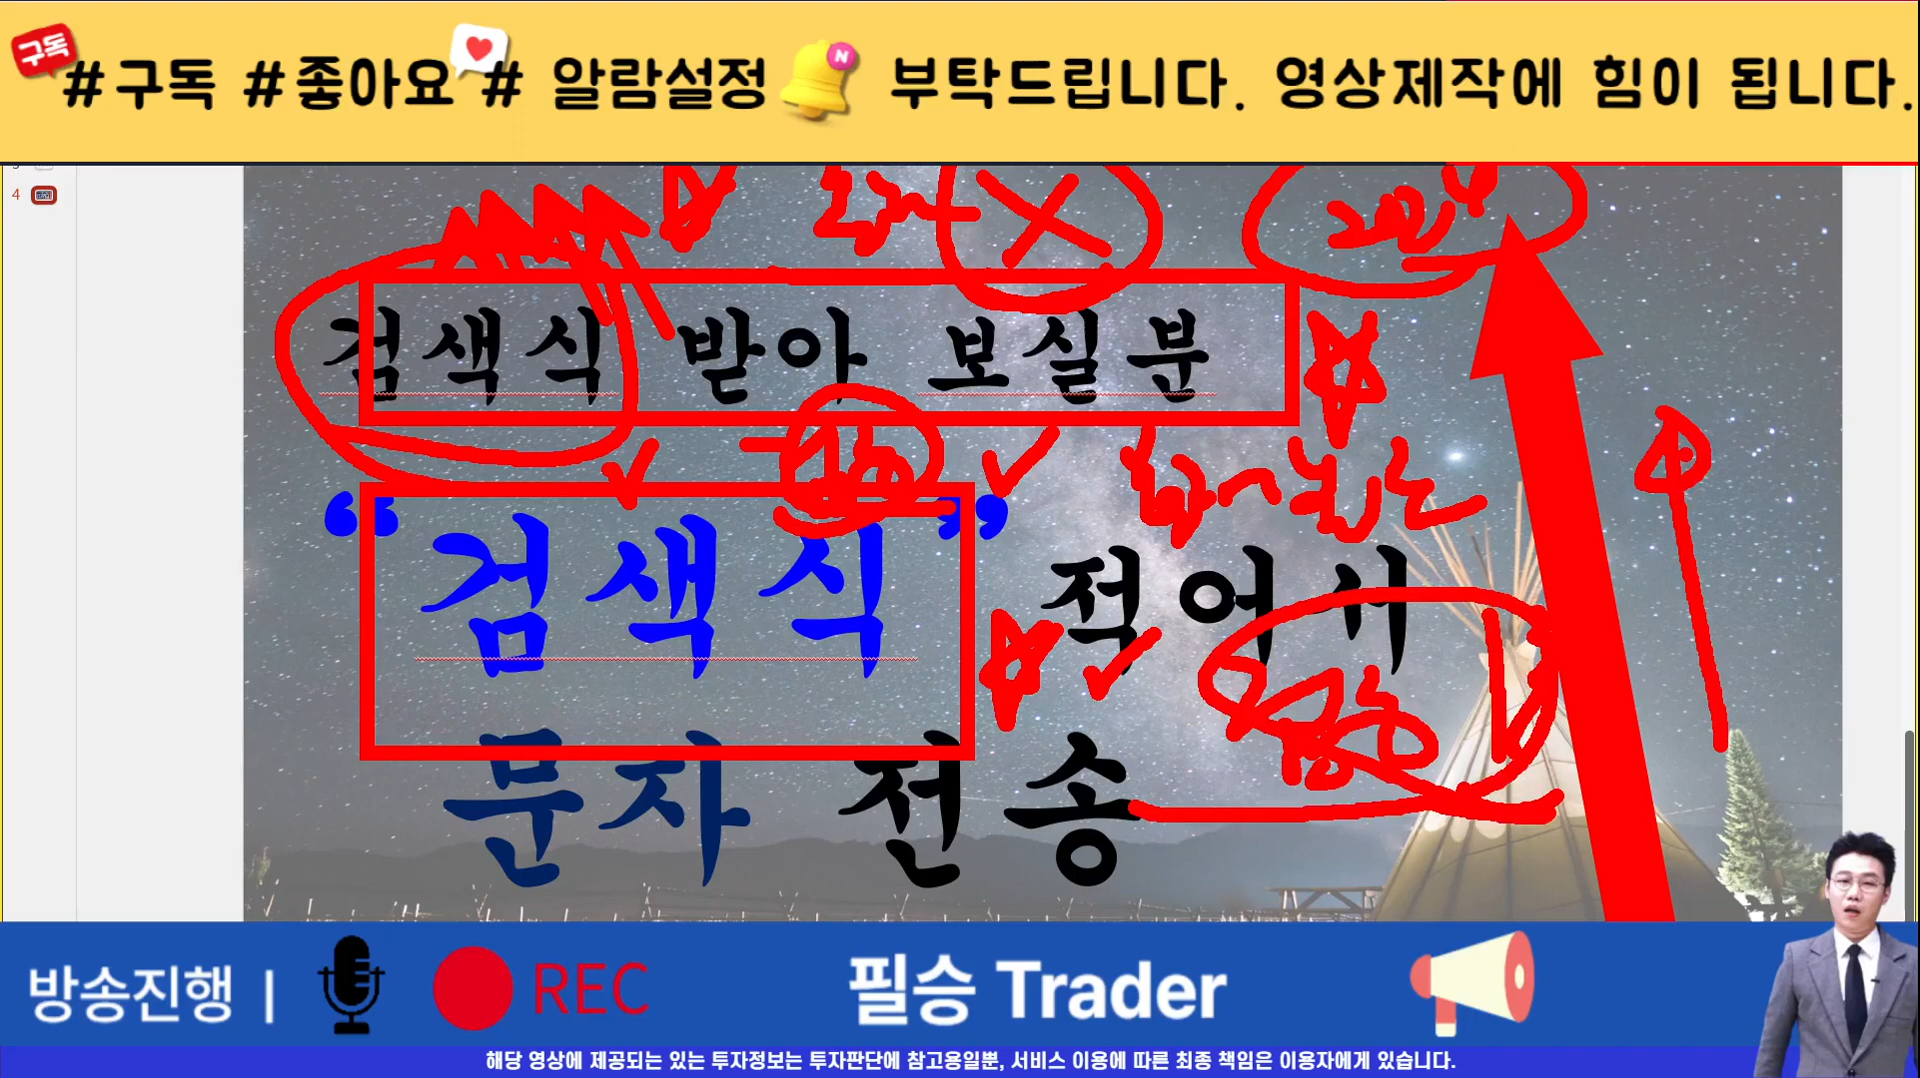 구독
#구독 #좋아요 # 알람설정 N 부탁드립니다. 영상제작에 힘이 됩니다.
4
검색식 받아 보실분
“검색식” 적어서
문자 전송
방송진행 | REC 필승 Trader
해당 영상에 제공되는 있는 투자정보는 투자판단에 참고용일뿐, 서비스 이용에 따른 최종 책임은 이용자에게 있습니다.